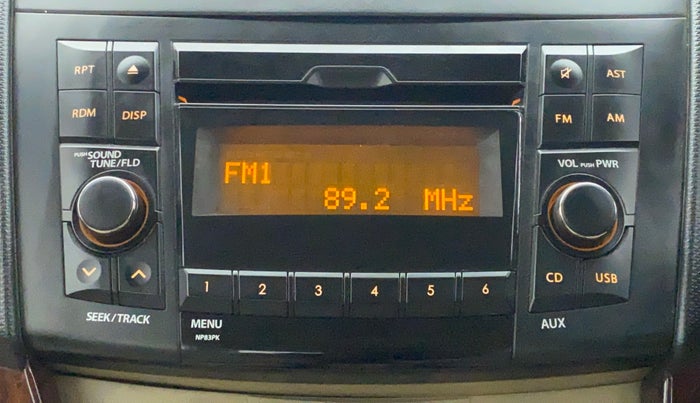 RPT
AST
RDM
DISP
FM
AM
PUSH SOUND
TUNE/FLD
VOL PUSH PWR
FM1
89.2 MHz
CD
USB
1
2
3
4
5
6
SEEK/TRACK
MENU
AUX
NP83PK